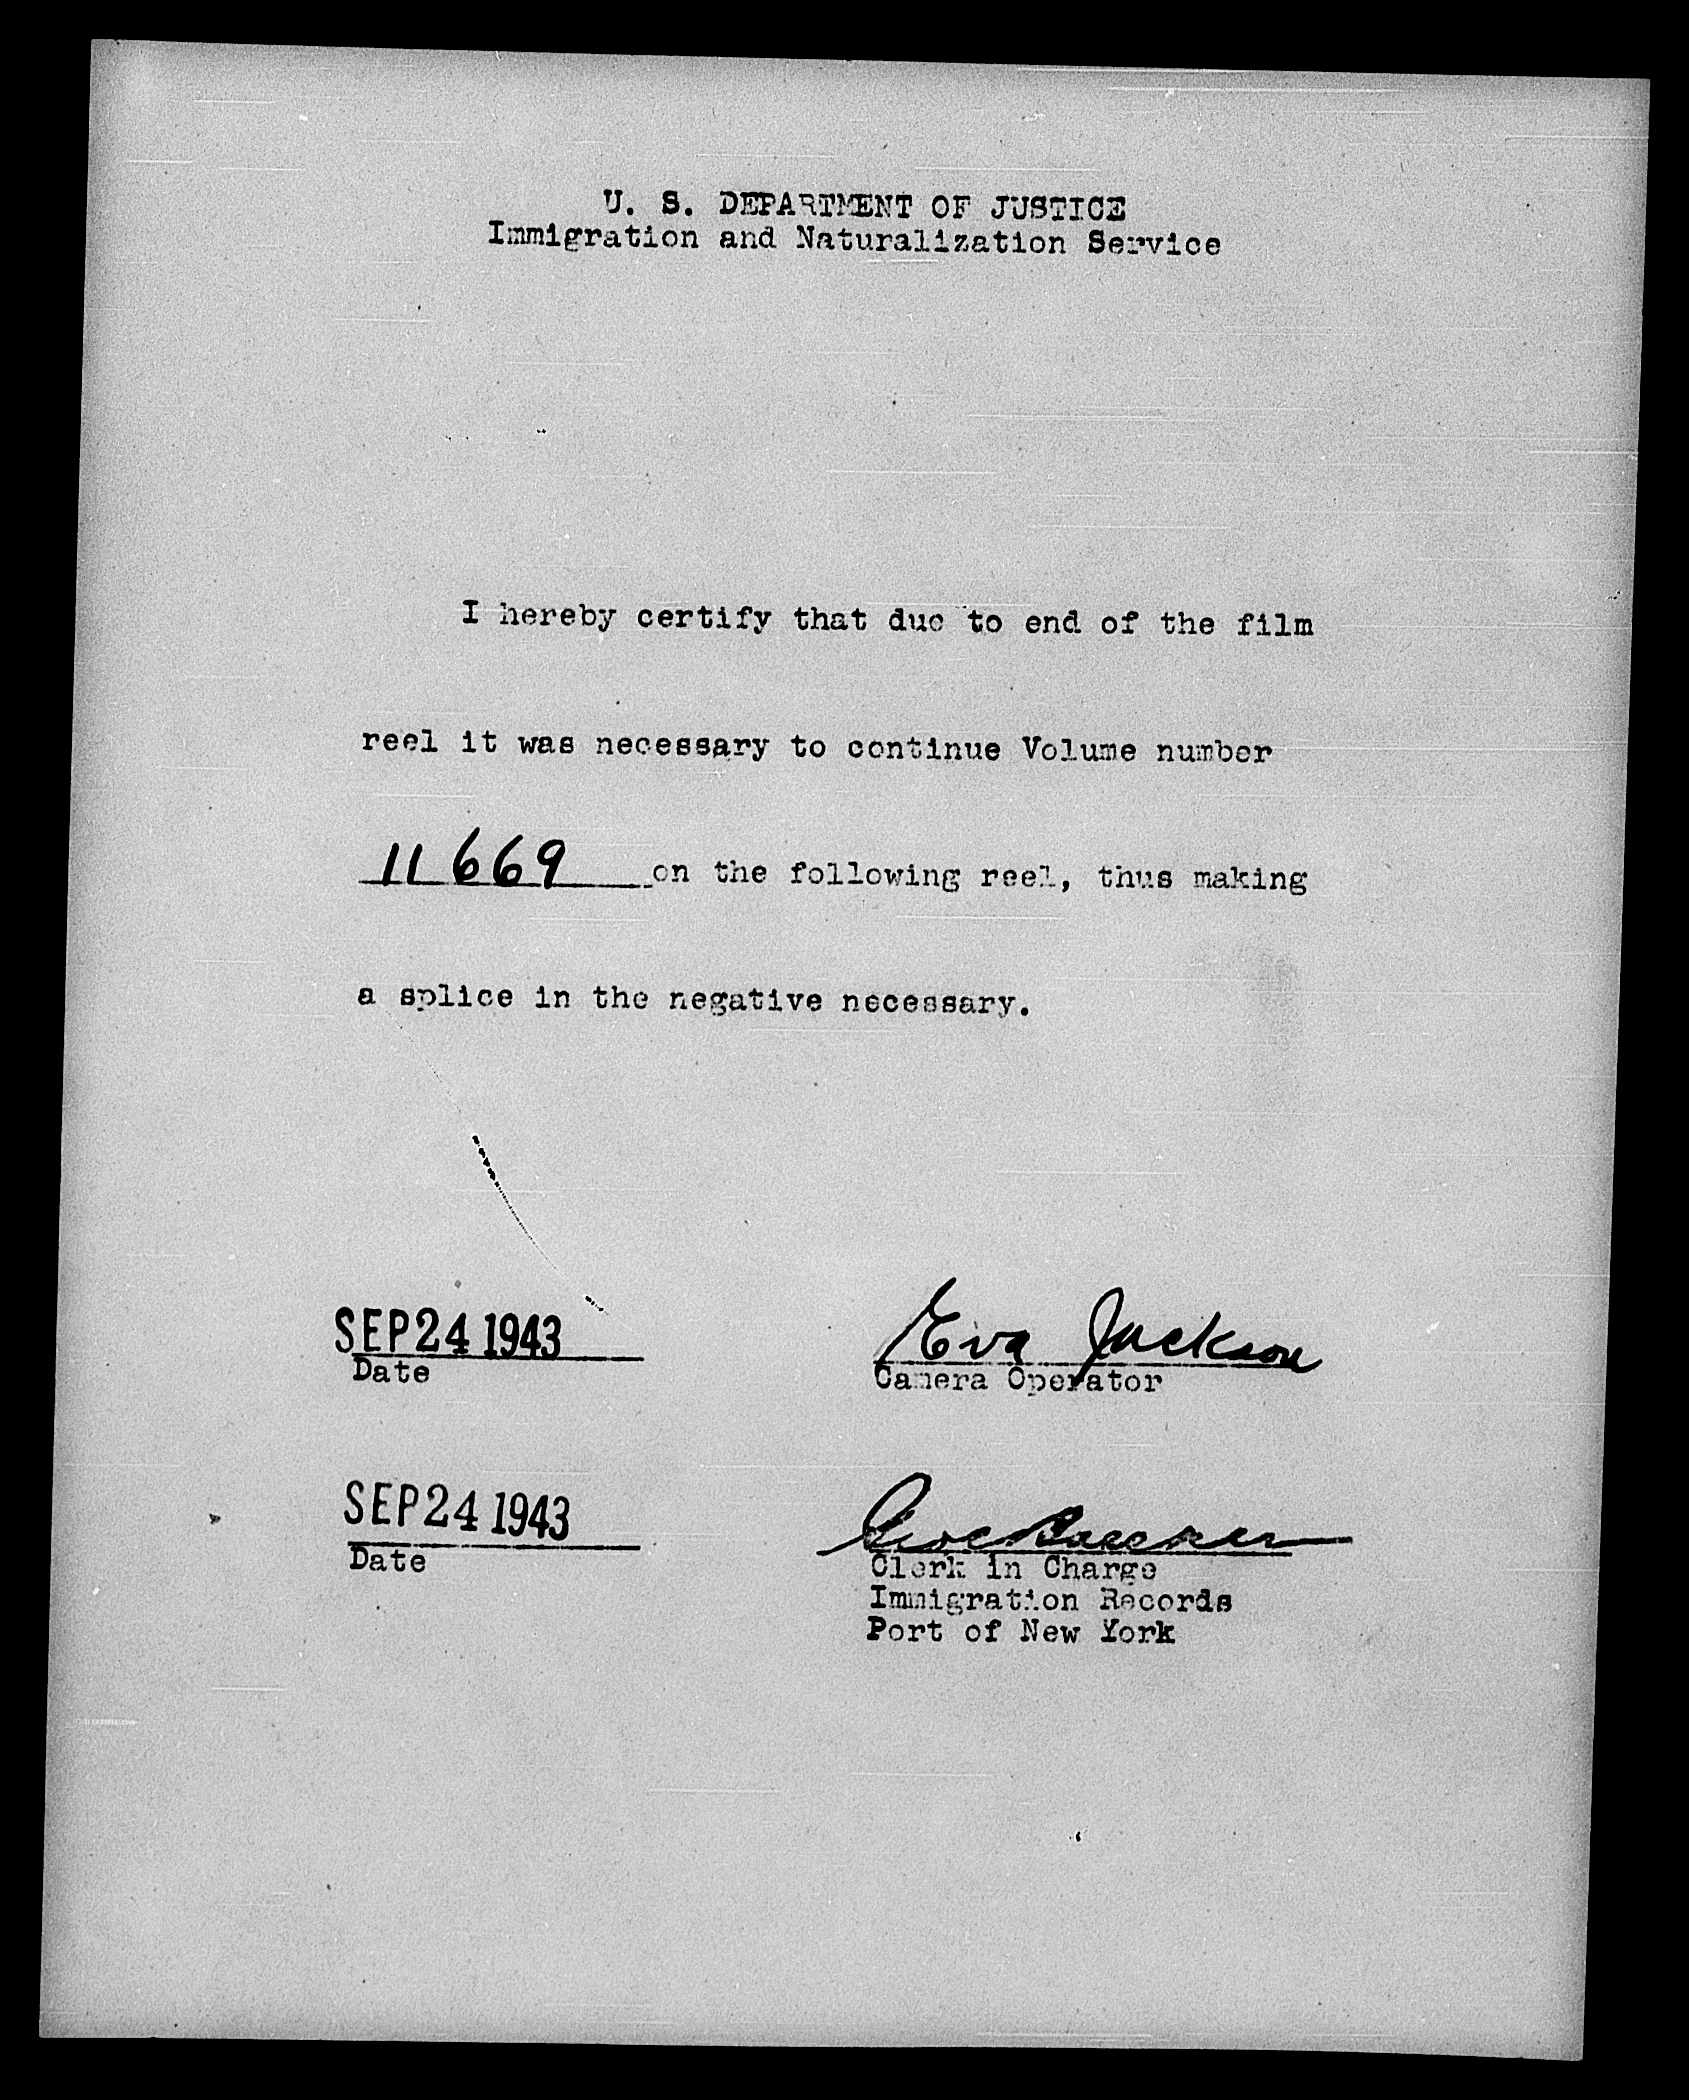 U. S. DEPARTMENT OF JUSTICE
Immigration and Naturalization Service
I hereby certify that due to end of the film
reel it was necessary to continue Volume number
11669 on the following reel, thus making
a splice in the negative necessary.
SEP 24 1943
Eva Jackson
Date
Camera Operator
SEP 24 1943
Date
Clerk in Charge
Immigration Records
Port of New York